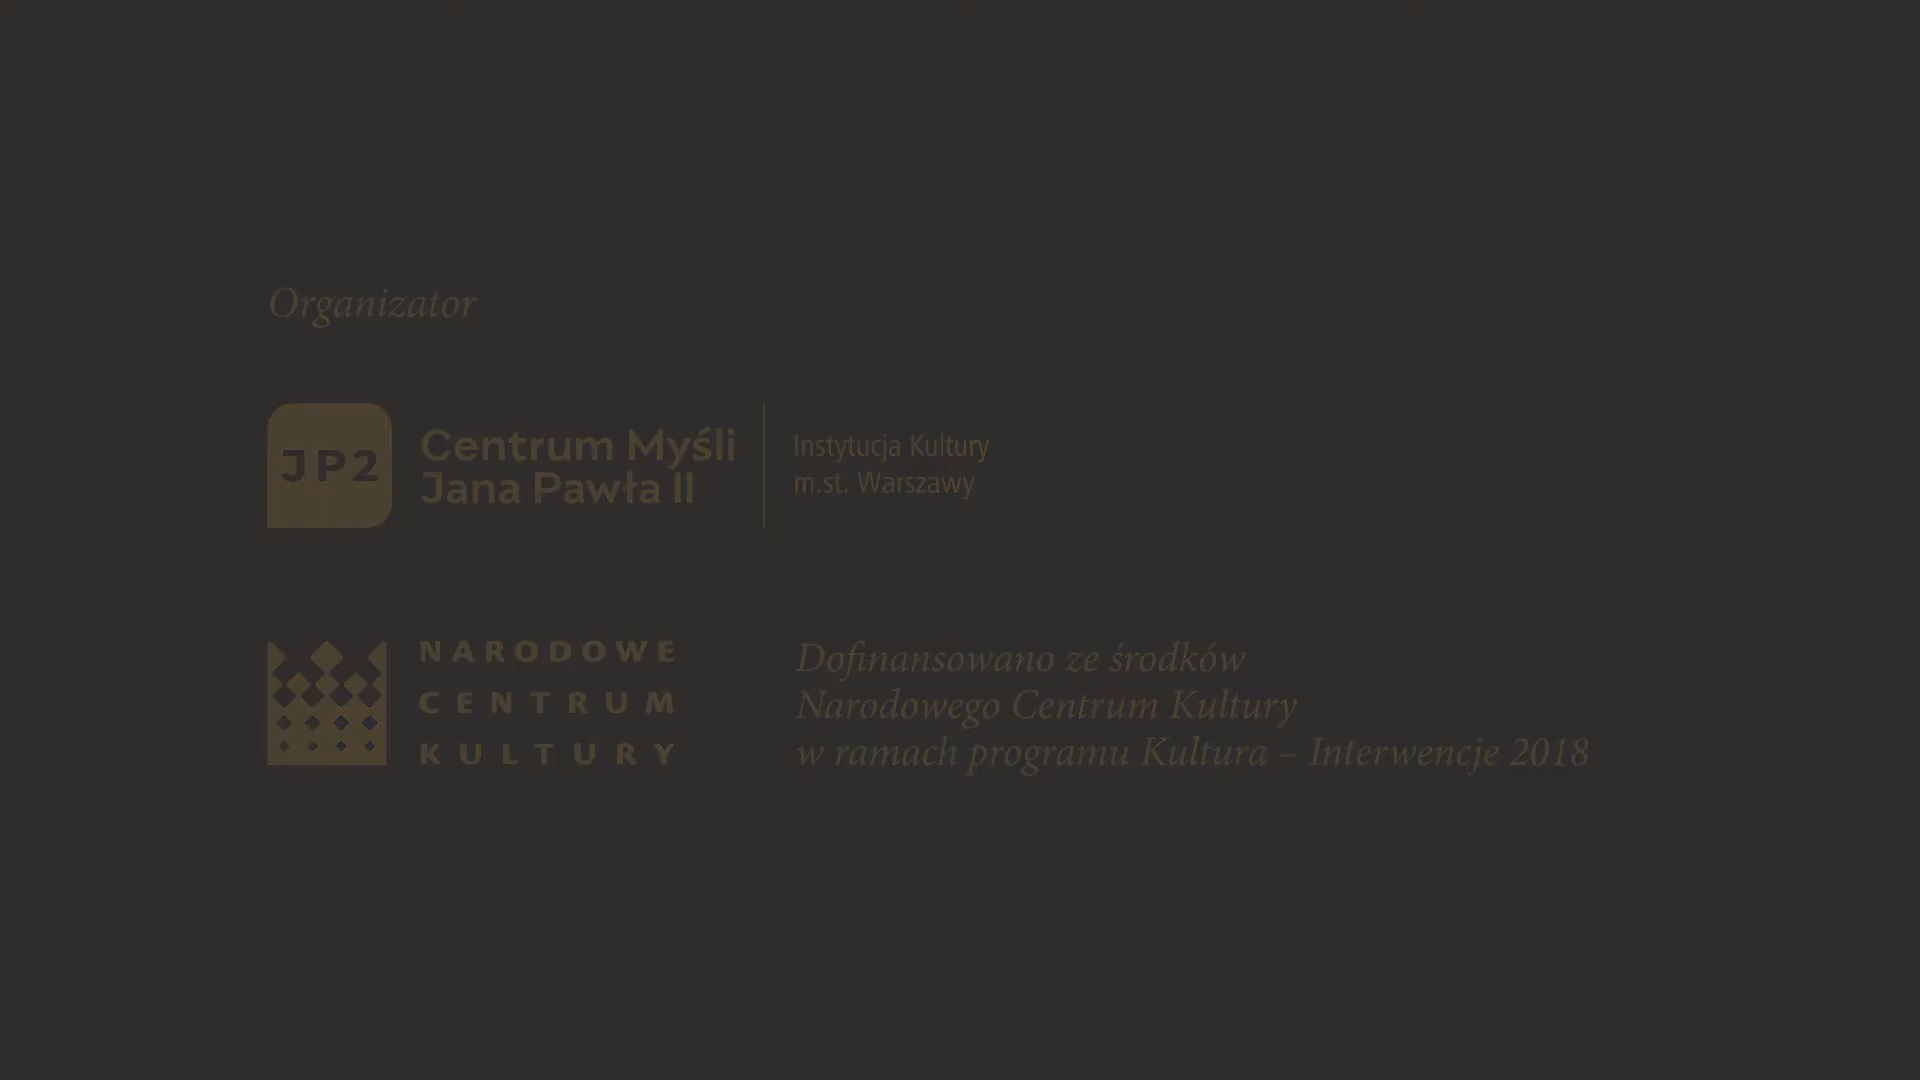 Organizator
JP2
Centrum Myśli
Jana Pawła II
Instytucja Kultury
m.st. Warszawy
NARODOWE
CENTRUM
KULTURY
Dofinansowano ze środków
Narodowego Centrum Kultury
w ramach programu Kultura – Interwencje 2018